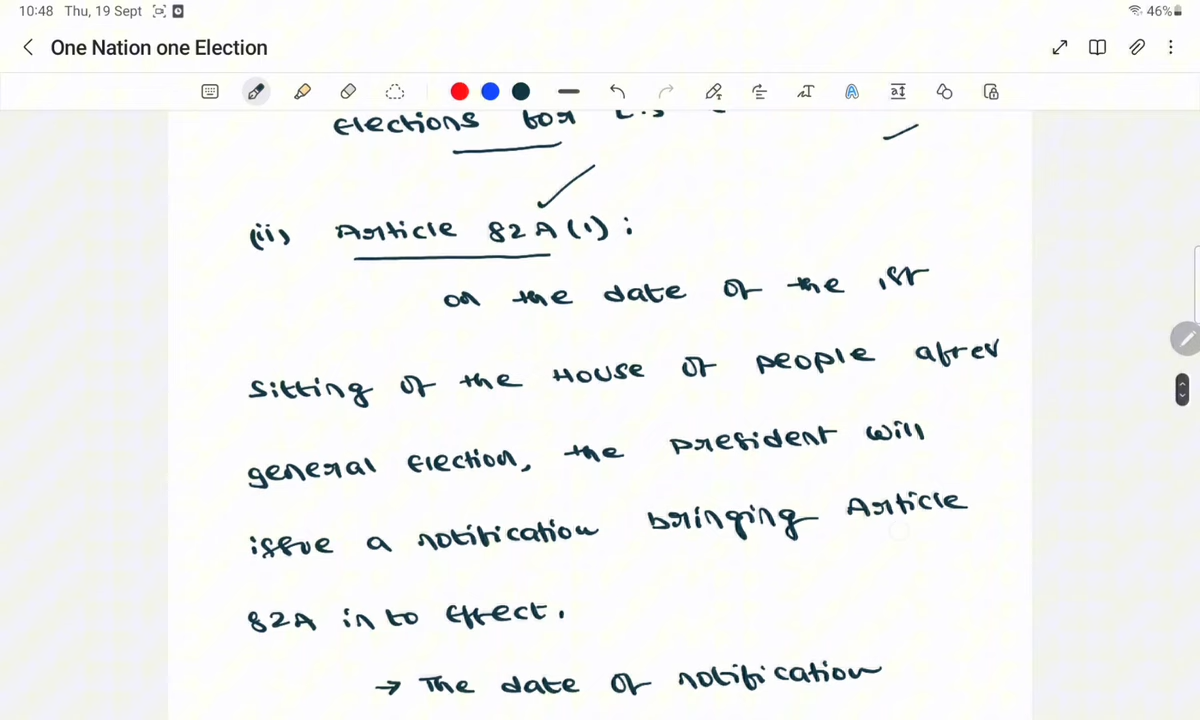 10:48 Thu, 19 Sept 46%
One Nation one Election
Elections for
(ii) Article 82A(1):
on the date of the 1st
sitting of the House of people after
general Election, the president will
issue a notification bringing Article
82A in to effect.
→ The date of notification